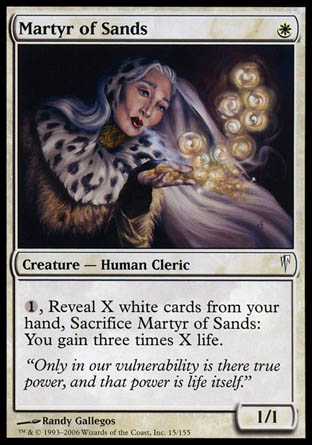 Martyr of Sands
Creature — Human Cleric
1, Reveal X white cards from your
hand, Sacrifice Martyr of Sands:
You gain three times X life.
“Only in our vulnerability is there true
power, and that power is life itself.”
Randy Gallegos
™ & © 1993–2006 Wizards of the Coast, Inc. 15/155
1/1